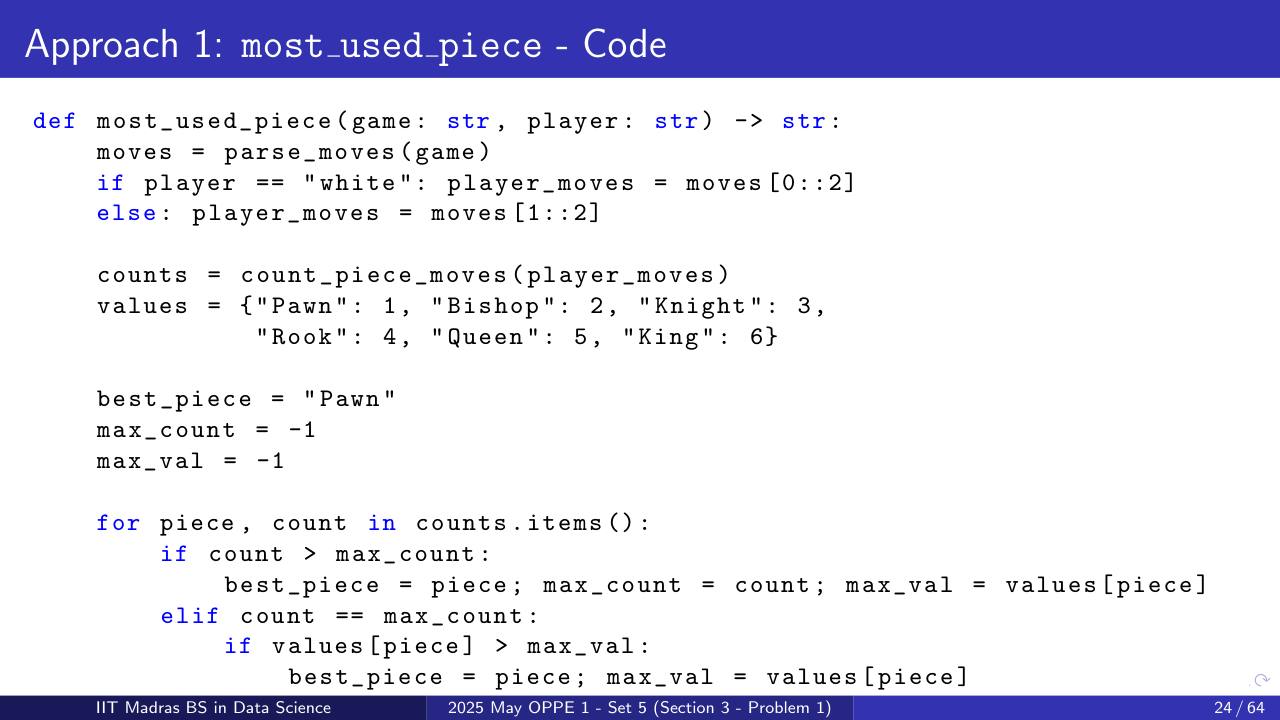 Approach 1: most_used_piece - Code
def most_used_piece(game: str, player: str) -> str:
    moves = parse_moves(game)
    if player == "white": player_moves = moves[0::2]
    else: player_moves = moves[1::2]
    counts = count_piece_moves(player_moves)
    values = {"Pawn": 1, "Bishop": 2, "Knight": 3,
              "Rook": 4, "Queen": 5, "King": 6}
    best_piece = "Pawn"
    max_count = -1
    max_val = -1
    for piece, count in counts.items():
        if count > max_count:
            best_piece = piece; max_count = count; max_val = values[piece]
        elif count == max_count:
            if values[piece] > max_val:
                best_piece = piece; max_val = values[piece]
IIT Madras BS in Data Science 2025 May OPPE 1 - Set 5 (Section 3 - Problem 1) 24 / 64